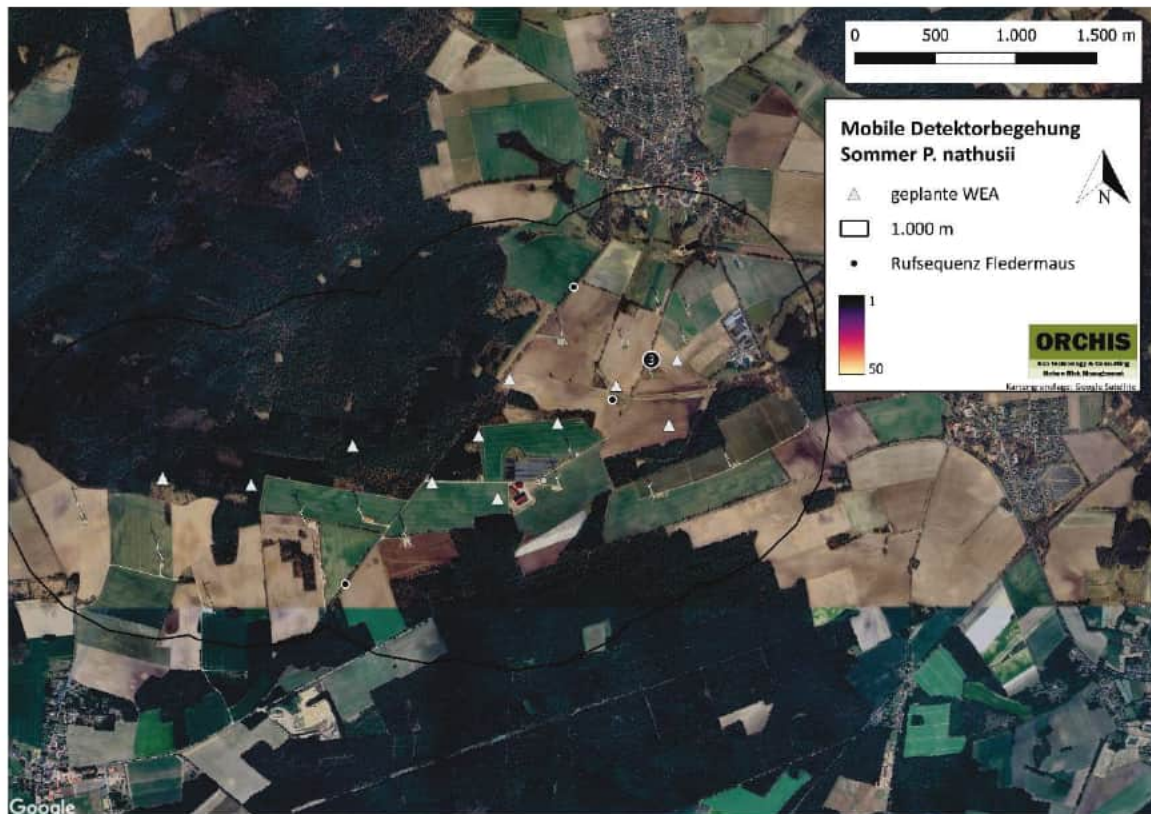 0 500 1.000 1.500 m
Mobile Detektorbegehung
Sommer P. nathusii
N
geplante WEA
1.000 m
Rufsequenz Fledermaus
1
50
ORCHIS
Kartengrundlage: Google Satellite
3
Google